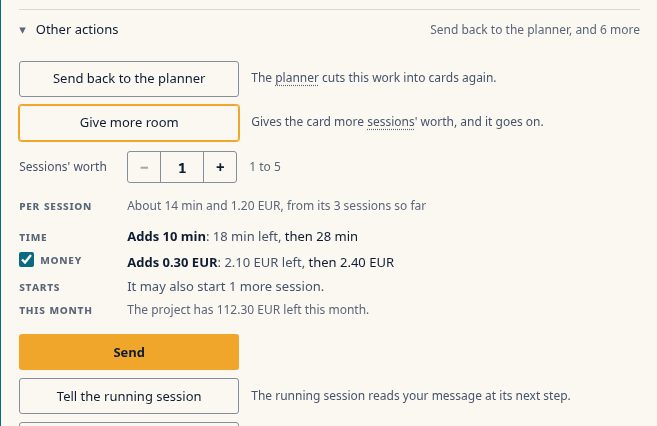 ▾ Other actions Send back to the planner, and 6 more
Send back to the planner The planner cuts this work into cards again.
Give more room Gives the card more sessions' worth, and it goes on.
Sessions' worth − 1 + 1 to 5
PER SESSION About 14 min and 1.20 EUR, from its 3 sessions so far
TIME Adds 10 min: 18 min left, then 28 min
MONEY Adds 0.30 EUR: 2.10 EUR left, then 2.40 EUR
STARTS It may also start 1 more session.
THIS MONTH The project has 112.30 EUR left this month.
Send
Tell the running session The running session reads your message at its next step.